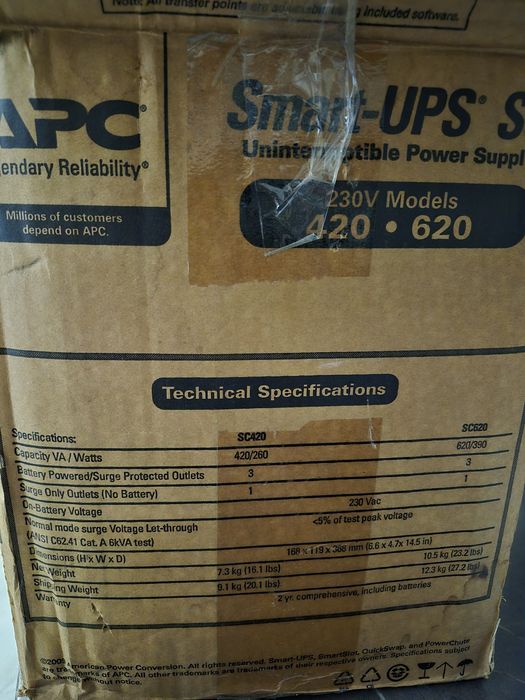 Note: All transfer points are adjustable using included software.
APC®
endary Reliability®
Millions of customers
depend on APC.
Smart-UPS® S
Uninterruptible Power Suppl
230V Models
420 • 620
Technical Specifications
Specifications: SC420 SC620
Capacity VA / Watts 420/260 620/390
Battery Powered/Surge Protected Outlets 3 3
Surge Only Outlets (No Battery) 1 1
On-Battery Voltage 230 Vac
Normal mode surge Voltage Let-through <5% of test peak voltage
(ANSI C62.41 Cat. A 6kVA test)
Dimensions (H x W x D) 168 x 119 x 368 mm (6.6 x 4.7x 14.5 in)
Net Weight 7.3 kg (16.1 lbs) 10.5 kg (23.2 lbs)
Shipping Weight 9.1 kg (20.1 lbs) 12.3 kg (27.2 lbs)
Warranty 2 yr. comprehensive, including batteries
American Power Conversion. All rights reserved. Smart-UPS, SmartSlot, QuickSwap, and PowerChute
are trademarks of APC. All other trademarks are trademarks of their respective owners. Specifications subject
to change without notice.